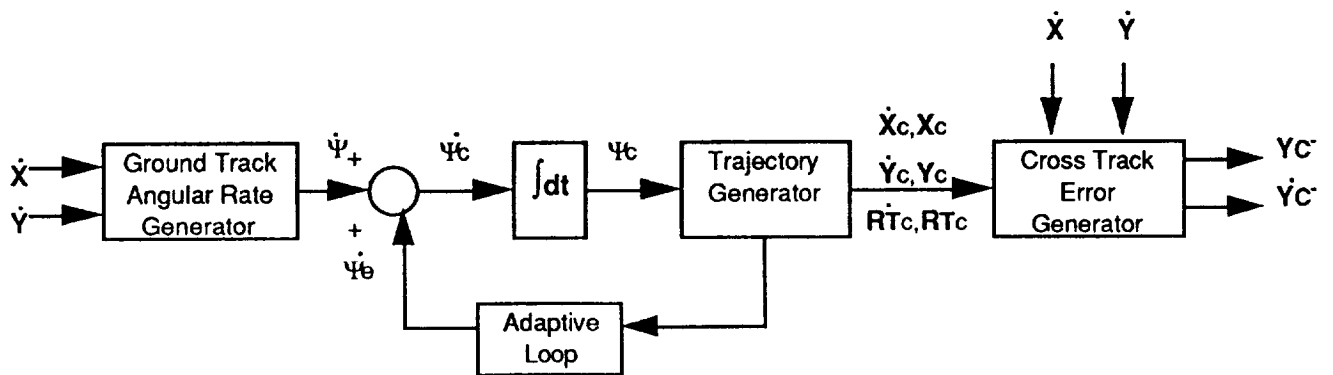 Ẋ Ẏ
Ẋ
Ẏ
Ground Track
Angular Rate
Generator
Ψ̇ +
+
Ψ̇e
Ψ̇c
∫dt
Ψc
Trajectory
Generator
Adaptive
Loop
Ẋc,Xc
Ẏc,Yc
RṪc,RTc
Cross Track
Error
Generator
Yc-
Ẏc-